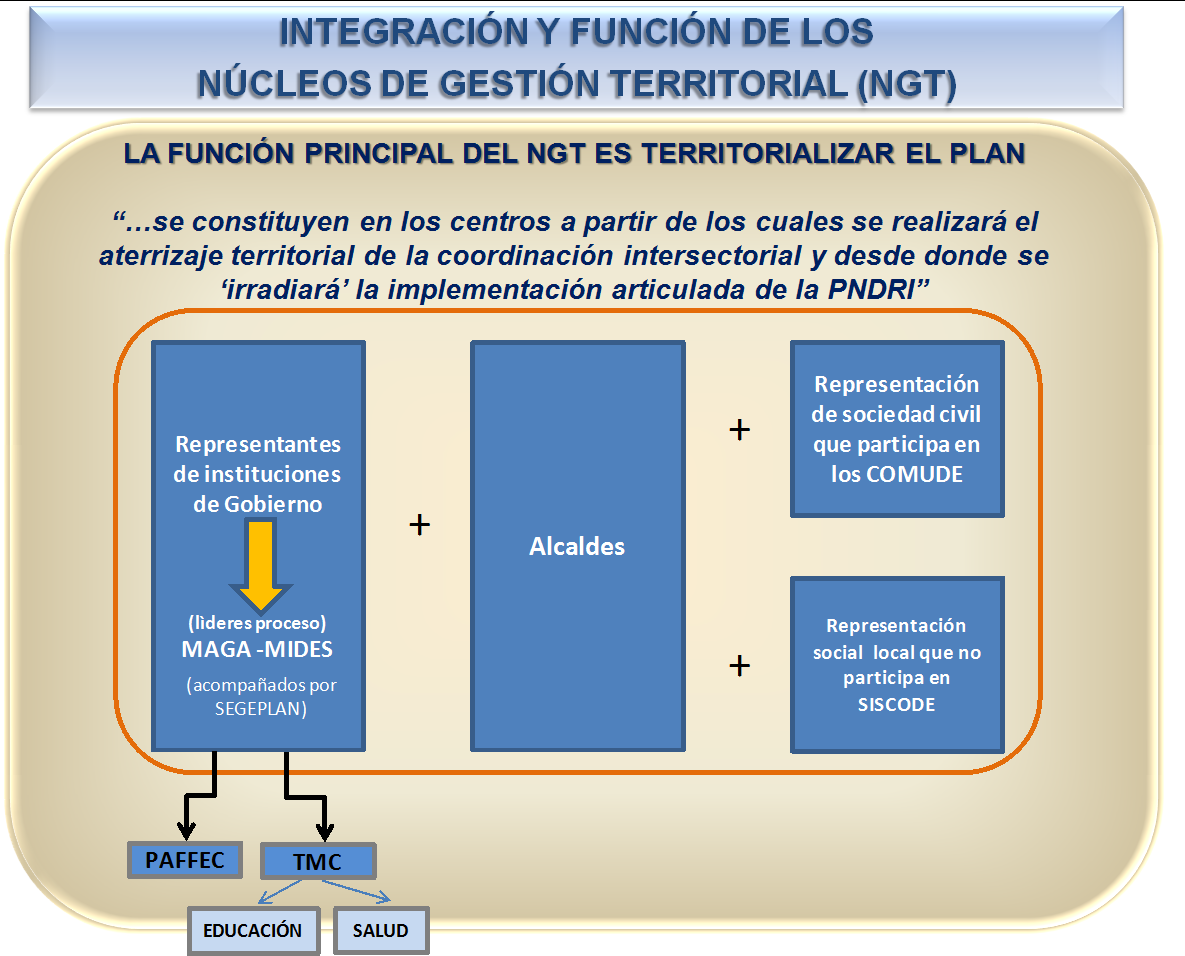 INTEGRACIÓN Y FUNCIÓN DE LOS
NÚCLEOS DE GESTIÓN TERRITORIAL (NGT)
LA FUNCIÓN PRINCIPAL DEL NGT ES TERRITORIALIZAR EL PLAN
“…se constituyen en los centros a partir de los cuales se realizará el
aterrizaje territorial de la coordinación intersectorial y desde donde se
‘irradiará’ la implementación articulada de la PNDRI”
Representantes
de instituciones
de Gobierno
(lìderes proceso)
MAGA -MIDES
(acompañados por
SEGEPLAN)
+
Alcaldes
+
Representación
de sociedad civil
que participa en
los COMUDE
+
Representación
social local que no
participa en
SISCODE
PAFFEC
TMC
EDUCACIÓN
SALUD